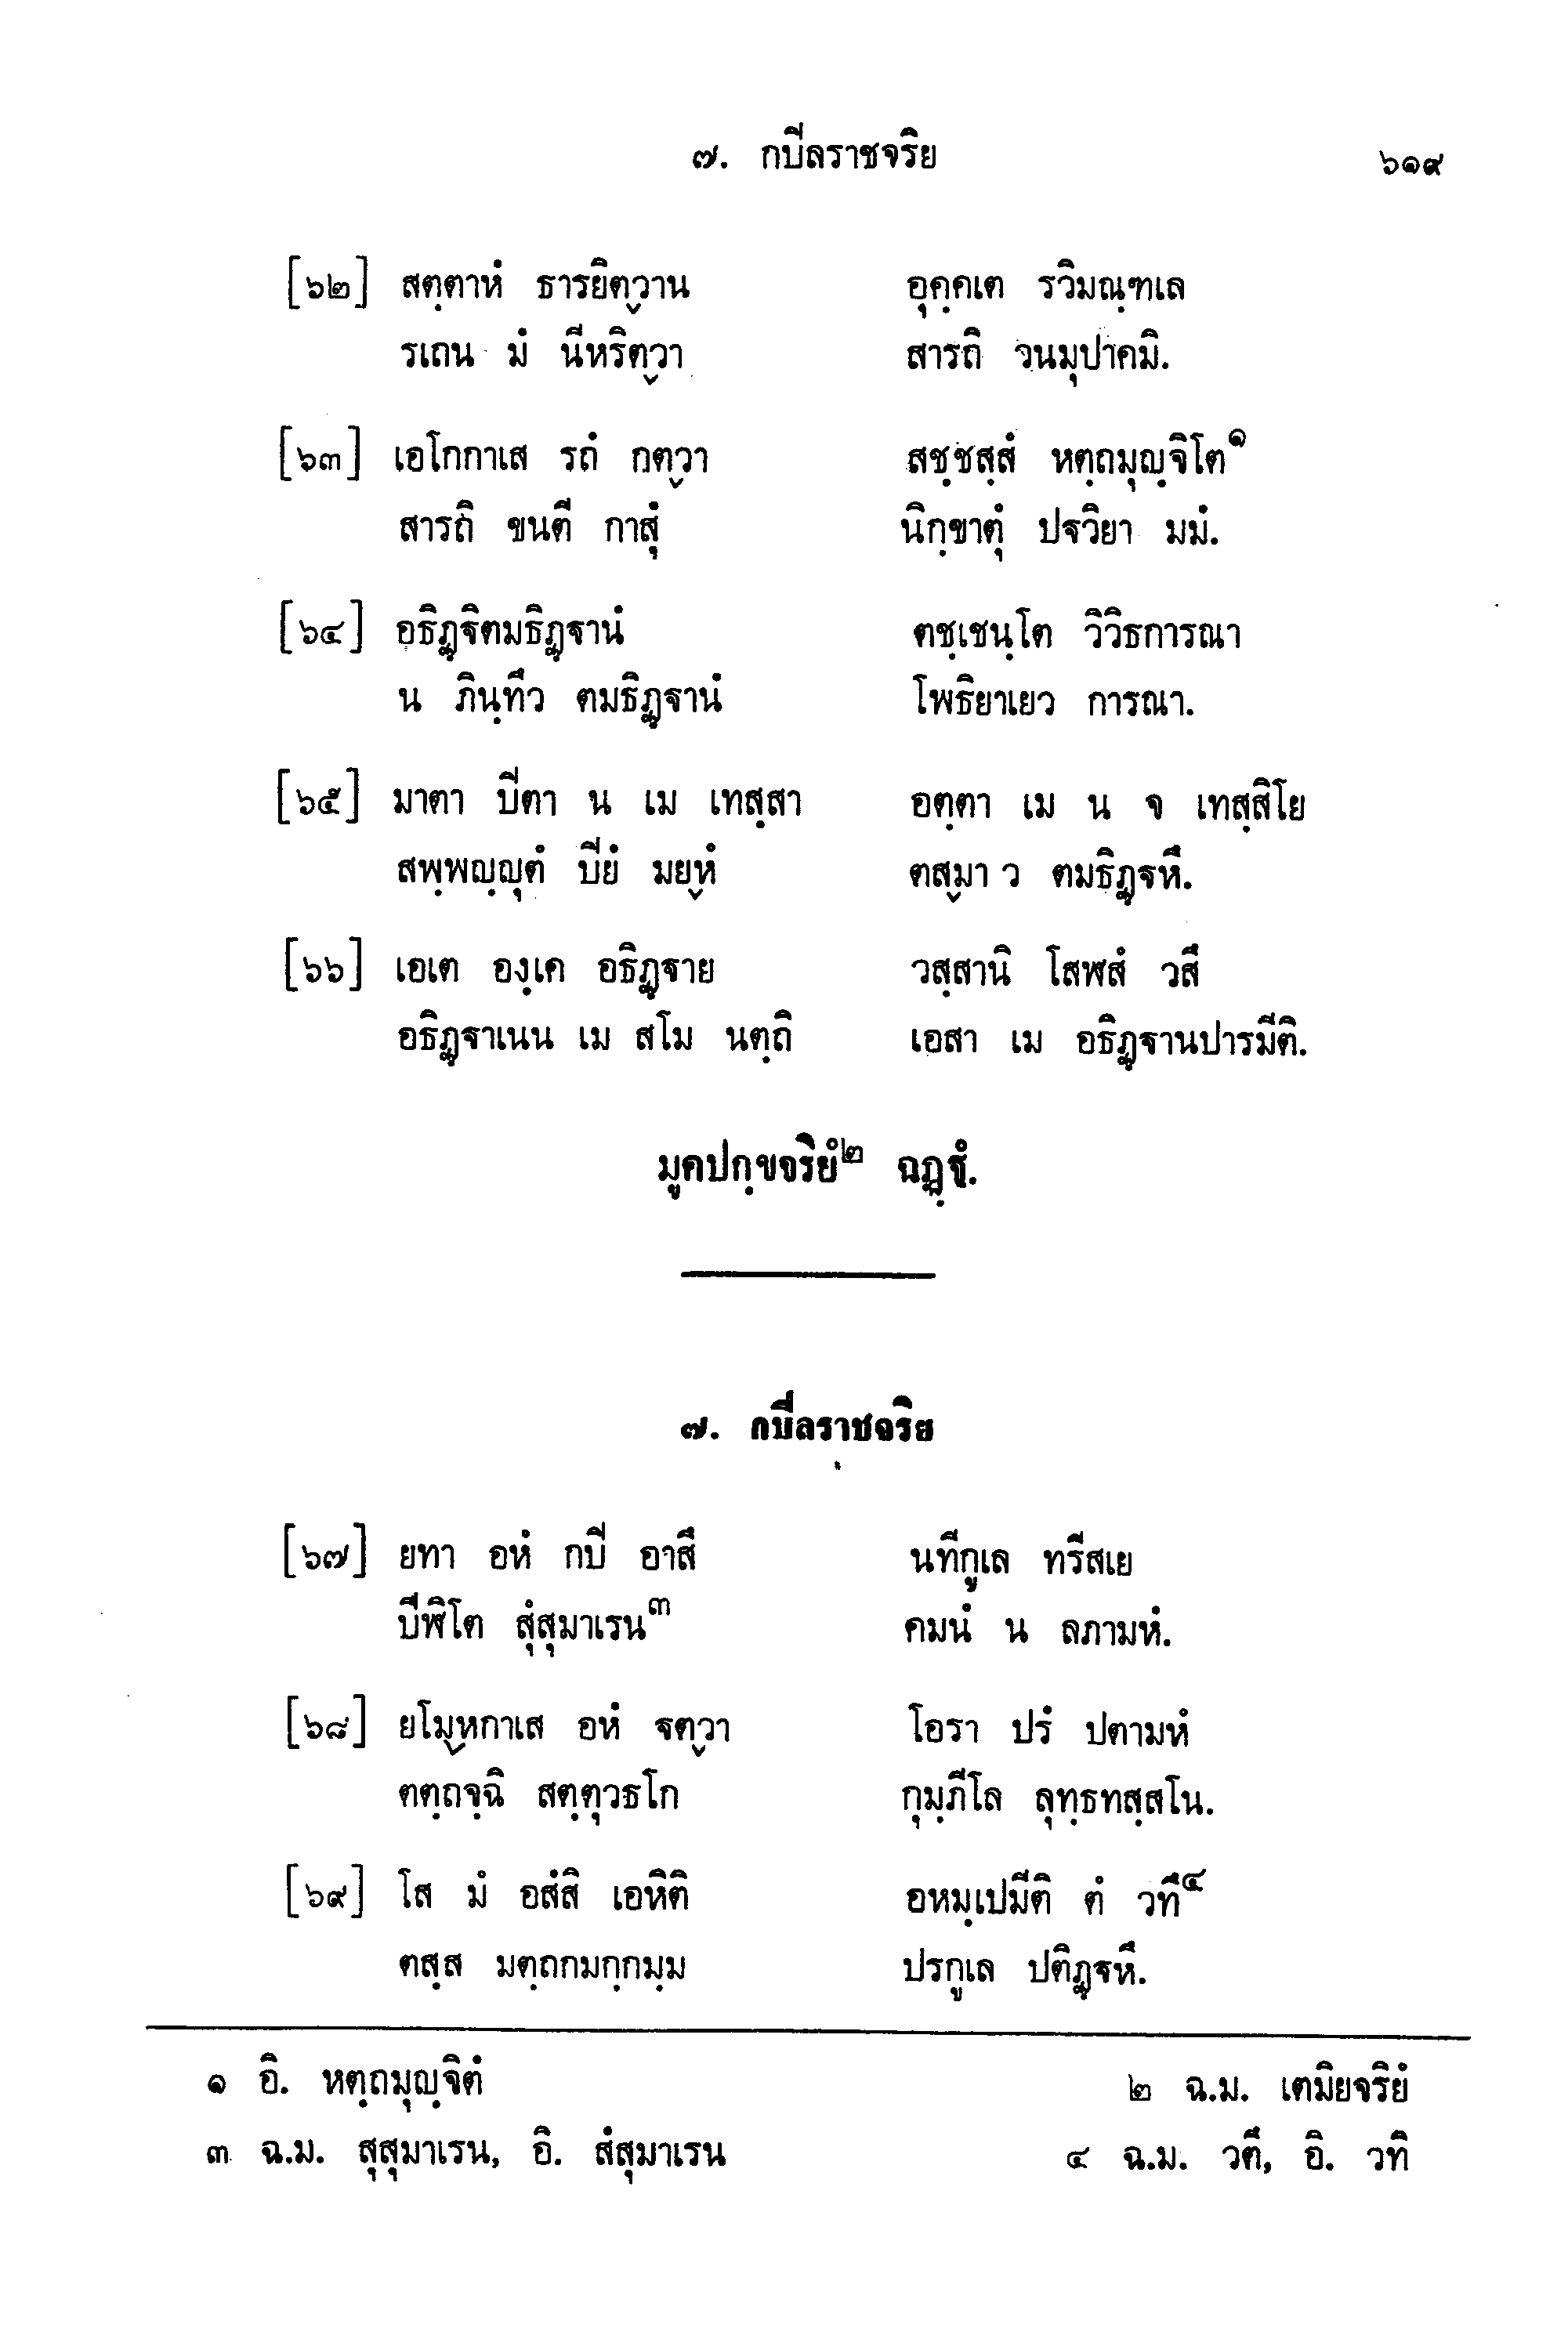 ๗. กปีลราชจริย ๖๑๙
[๖๒] สตฺตาหํ ธารยิตฺวาน อุคฺคเต รวิมณฺฑเล
รเถน มํ นีหริตฺวา สารถิ วนมุปาคมิ.
[๖๓] เอโกกาเส รถํ กตฺวา สชฺชสฺสํ หตฺถมุญฺจิโต๑
สารถิ ขนตี กาสุํ นิกฺขาตุํ ปฐวิยา มมํ.
[๖๔] อธิฏฺฐิตมธิฏฺฐานํ ตชฺเชนฺโต วิวิธการณา
น ภินฺทึว ตมธิฏฺฐานํ โพธิยาเยว การณา.
[๖๕] มาตา ปิตา น เม เทสฺสา อตฺตา เม น จ เทสฺสิโย
สพฺพญฺญุตํ ปิยํ มยฺหํ ตสฺมา ว ตมธิฏฺฐหึ.
[๖๖] เอเต องฺเค อธิฏฺฐาย วสฺสานิ โสฬสํ วสึ
อธิฏฺฐาเนน เม สโม นตฺถิ เอสา เม อธิฏฺฐานปารมีติ.
มูคปกฺขจริยํ๒ ฉฏฺฐํ.
๗. กปีลราชจริย
[๖๗] ยทา อหํ กปี อาสึ นทีกูเล ทรีสเย
ปีฬิโต สุํสุมาเรน๓ คมนํ น ลภามหํ.
[๖๘] ยโมฺหกาเส อหํ ฐตฺวา โอรา ปรํ ปตามหํ
ตตฺถจฺฉิ สตฺตุวธโก กุมฺภีโล ลุทฺธทสฺสโน.
[๖๙] โส มํ อสํสิ เอหิติ อหมฺเปมีติ ตํ วทึ๔
ตสฺส มตฺถกมกฺกมฺม ปรกูเล ปติฏฺฐหึ.
๑ อิ. หตฺถมุญฺจิตํ ๒ ฉ.ม. เตมิยจริยํ
๓ ฉ.ม. สุสุมาเรน, อิ. สํสุมาเรน ๔ ฉ.ม. วตึ, อิ. วทิ